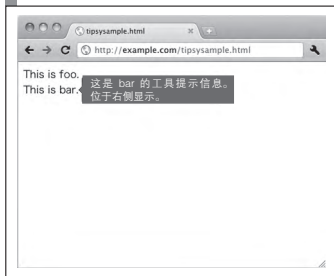 tipsysample.html
http://example.com/tipsysample.html
This is foo.
This is bar.
这是 bar 的工具提示信息。
位于右侧显示。